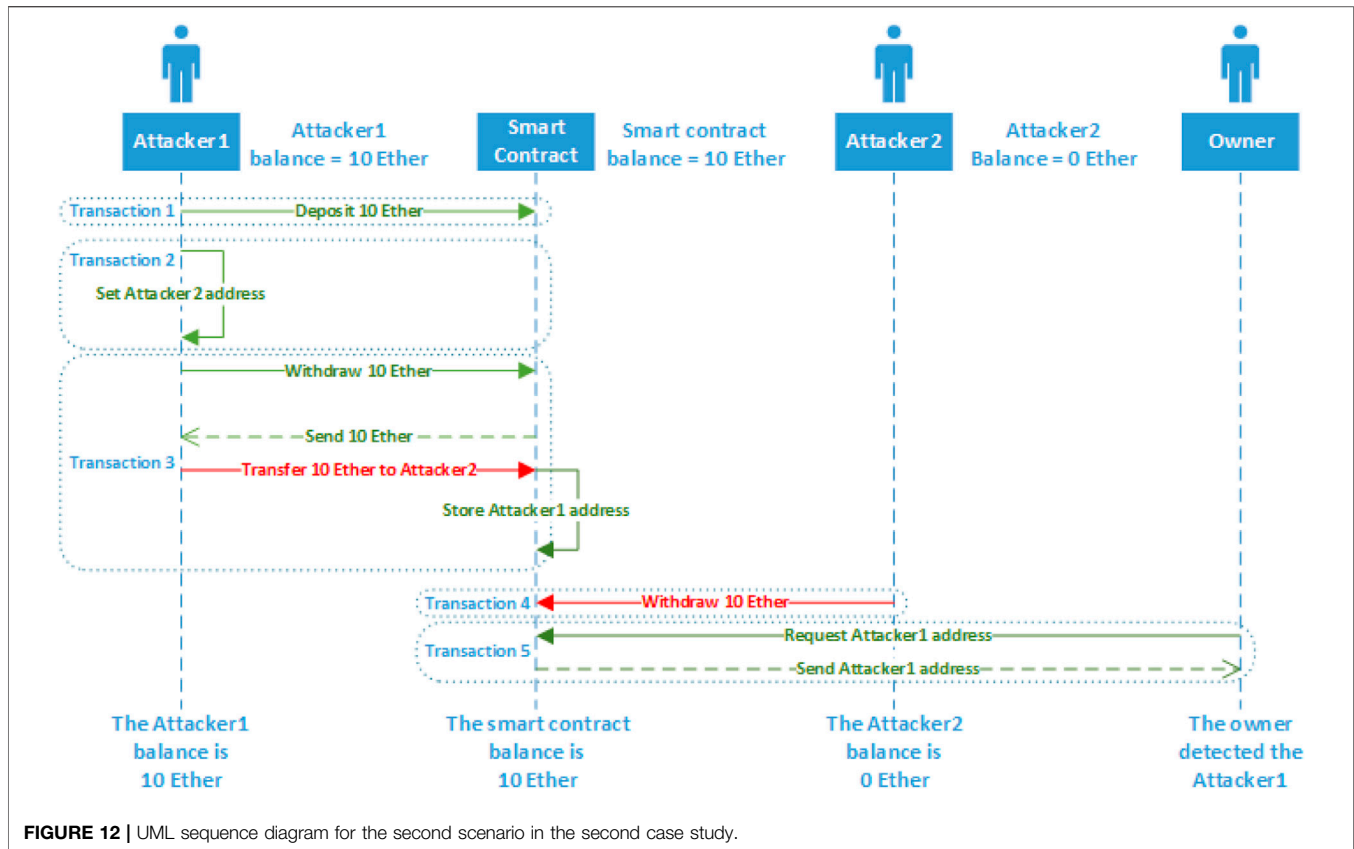 Attacker1
Attacker1
balance = 10 Ether
Smart
Contract
Smart contract
balance = 10 Ether
Attacker2
Attacker2
Balance = 0 Ether
Owner
Transaction 1
Deposit 10 Ether
Transaction 2
Set Attacker2 address
Withdraw 10 Ether
Send 10 Ether
Transaction 3
Transfer 10 Ether to Attacker2
Store Attacker1 address
Transaction 4
Withdraw 10 Ether
Request Attacker1 address
Transaction 5
Send Attacker1 address
The Attacker1
balance is
10 Ether
The smart contract
balance is
10 Ether
The Attacker2
balance is
0 Ether
The owner
detected the
Attacker1
FIGURE 12 | UML sequence diagram for the second scenario in the second case study.